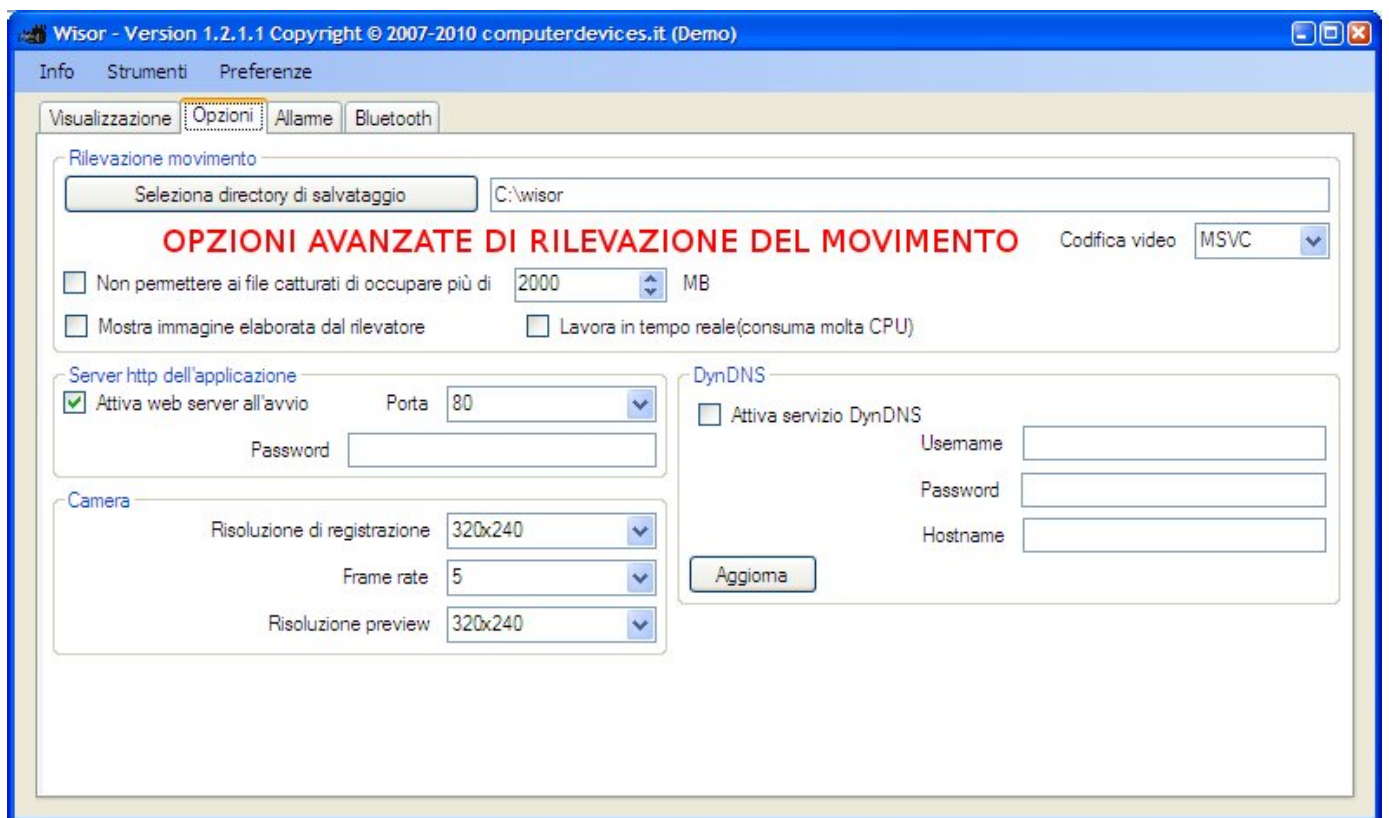 Wisor - Version 1.2.1.1 Copyright © 2007-2010 computerdevices.it (Demo)
Info Strumenti Preferenze
Visualizzazione Opzioni Allarme Bluetooth
Rilevazione movimento
Seleziona directory di salvataggio C:\wisor
OPZIONI AVANZATE DI RILEVAZIONE DEL MOVIMENTO Codifica video MSVC
Non permettere ai file catturati di occupare più di 2000 MB
Mostra immagine elaborata dal rilevatore Lavora in tempo reale(consuma molta CPU)
Server http dell'applicazione
Attiva web server all'avvio Porta 80
Password
Camera
Risoluzione di registrazione 320x240
Frame rate 5
Risoluzione preview 320x240
DynDNS
Attiva servizio DynDNS
Username
Password
Hostname
Aggiorna